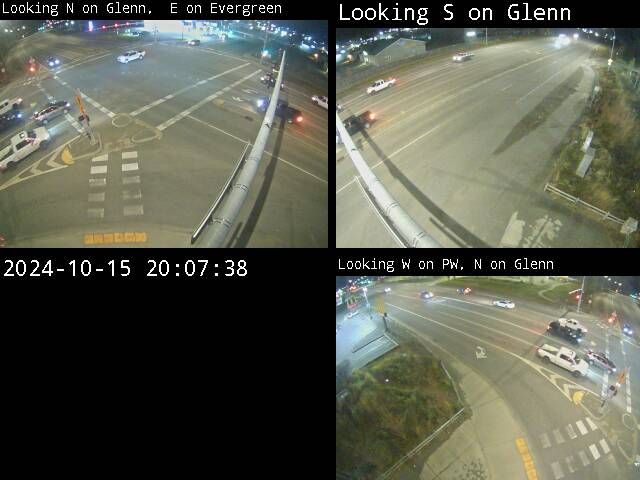 Looking N on Glenn,  E on Evergreen
Looking S on Glenn
2024-10-15 20:07:38
Looking W on PW, N on Glenn